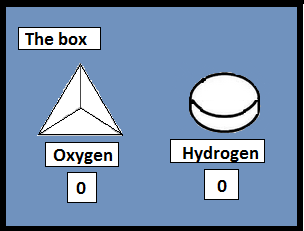 The box
Oxygen
Hydrogen
0
0